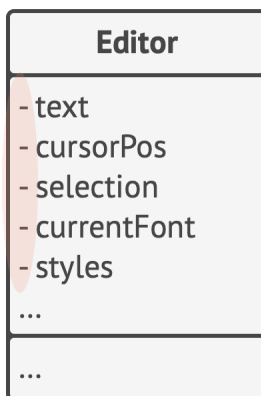 Editor
- text
- cursorPos
- selection
- currentFont
- styles
...
...